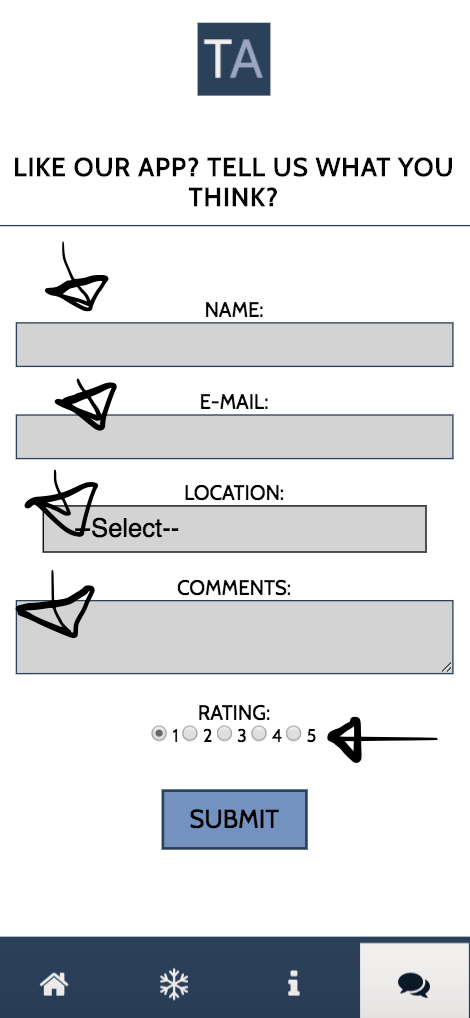 TA
LIKE OUR APP? TELL US WHAT YOU
THINK?
NAME:
E-MAIL:
LOCATION:
--Select--
COMMENTS:
RATING:
1 2 3 4 5
SUBMIT